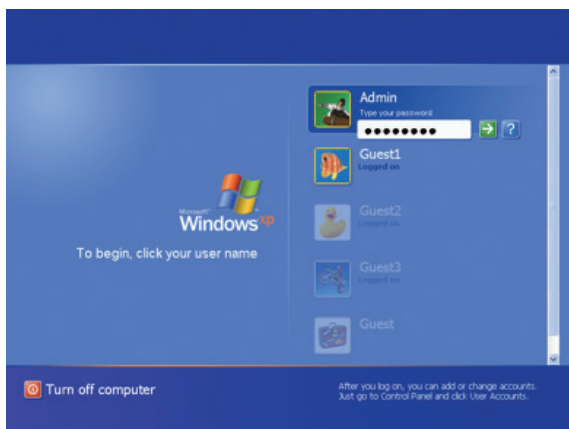 Microsoft
Windows xp
To begin, click your user name
Admin
Type your password
?
Guest1
Logged on
Guest2
Logged on
Guest3
Logged on
Guest
Turn off computer
After you log on, you can add or change accounts.
Just go to Control Panel and click User Accounts.